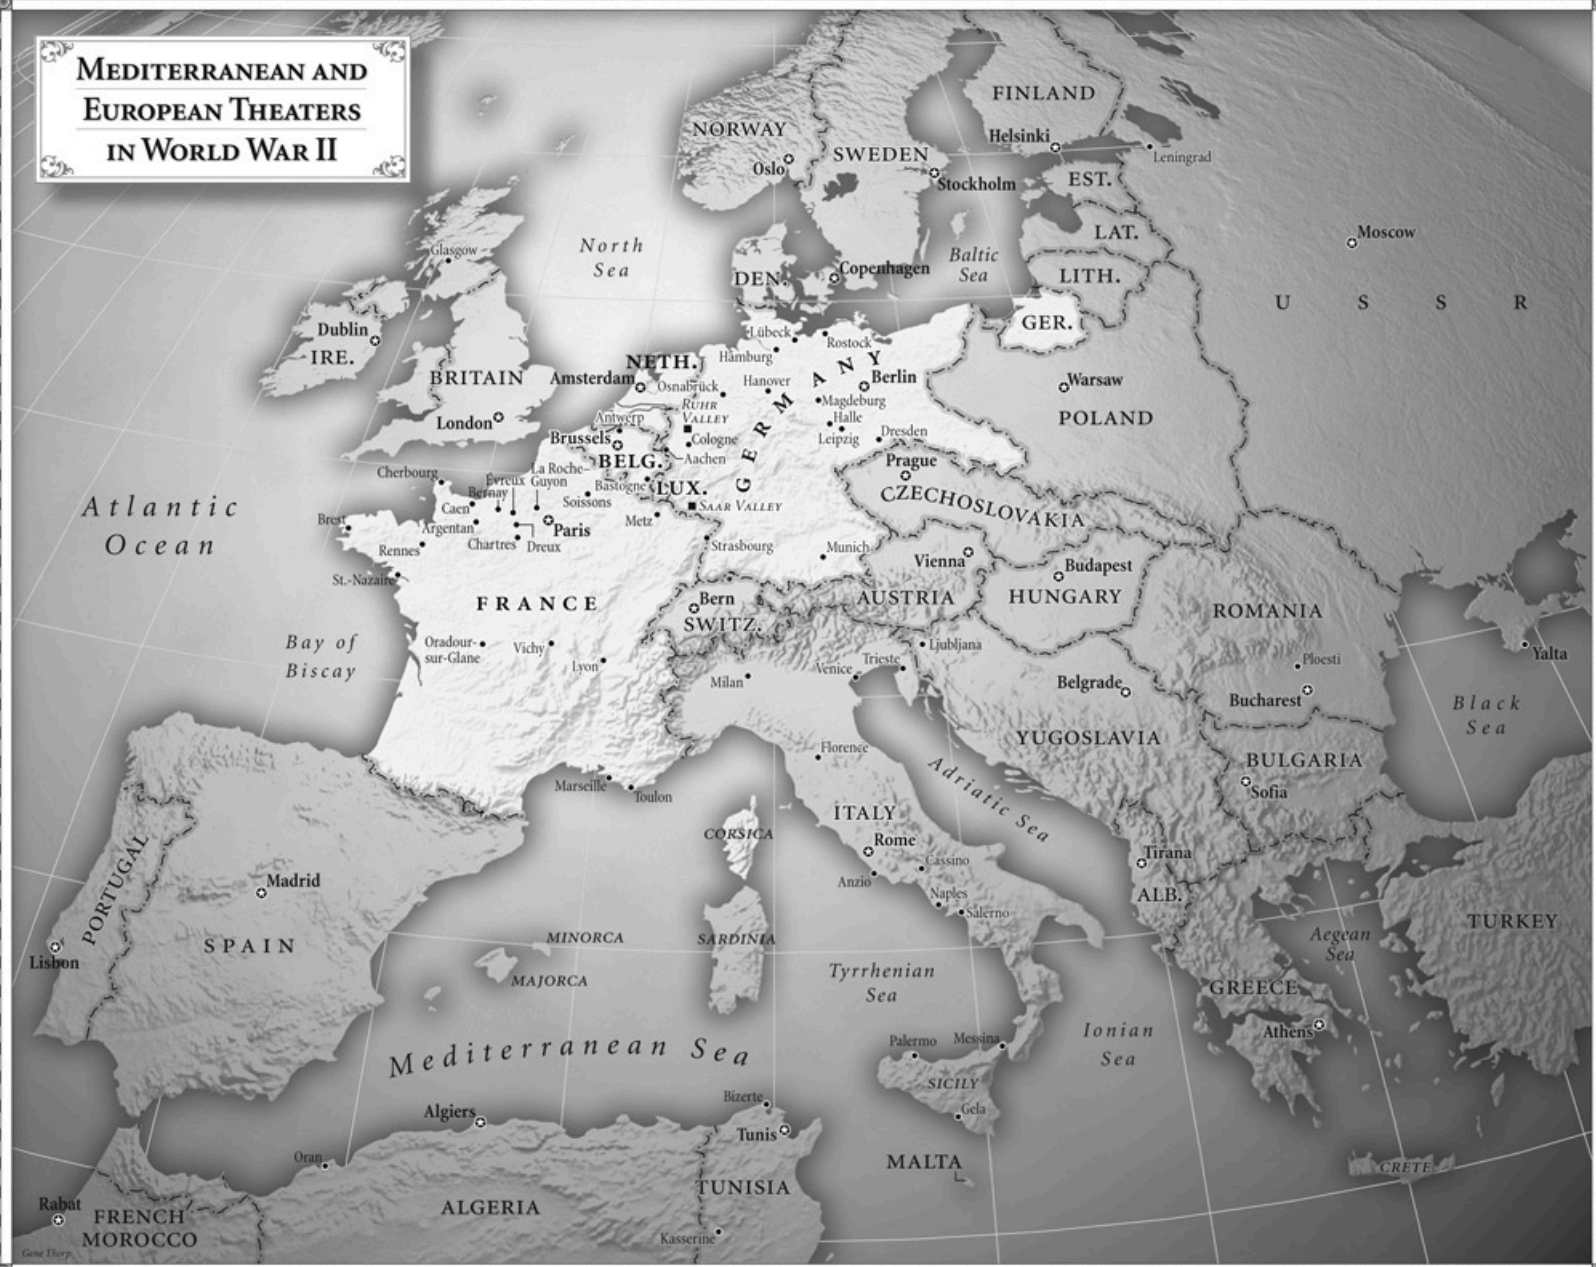 MEDITERRANEAN AND
EUROPEAN THEATERS
IN WORLD WAR II
FINLAND
NORWAY
Helsinki
SWEDEN
Leningrad
Oslo
Stockholm
EST.
LAT.
Moscow
Glasgow
North
Sea
Baltic
Sea
Copenhagen
DEN.
LITH.
U S S R
Dublin
IRE.
GER.
Lübeck
Rostock
Hamburg
NETH.
BRITAIN
Amsterdam
Osnabrück
Hanover
GERMANY
Berlin
Warsaw
RUHR
VALLEY
Magdeburg
London
Antwerp
Halle
POLAND
Brussels
Cologne
Leipzig
Dresden
BELG.
Aachen
Prague
Cherbourg
La Roche-
Guyon
Évreux
Bernay
Bastogne
LUX.
CZECHOSLOVAKIA
Caen
Soissons
SAAR VALLEY
Atlantic
Ocean
Brest
Argentan
Paris
Metz
Rennes
Chartres
Dreux
Strasbourg
Munich
Vienna
Budapest
St.-Nazaire
FRANCE
Bern
SWITZ.
AUSTRIA
HUNGARY
ROMANIA
Bay of
Biscay
Oradour-
sur-Glane
Vichy
Lyon
Ljubljana
Trieste
Venice
Milan
Ploesti
Yalta
Belgrade
Bucharest
Black
Sea
YUGOSLAVIA
Florence
BULGARIA
Marseille
Toulon
Adriatic Sea
Sofia
CORSICA
ITALY
Rome
Cassino
Tirana
PORTUGAL
Madrid
Anzio
Naples
ALB.
Salerno
SPAIN
MINORCA
SARDINIA
TURKEY
Lisbon
MAJORCA
Tyrrhenian
Sea
Aegean
Sea
GREECE
Mediterranean Sea
Palermo
Messina
Ionian
Sea
Athens
SICILY
Algiers
Bizerte
Gela
Tunis
Oran
MALTA
CRETE
TUNISIA
Rabat
FRENCH
MOROCCO
ALGERIA
Kasserine
Gene Thorp